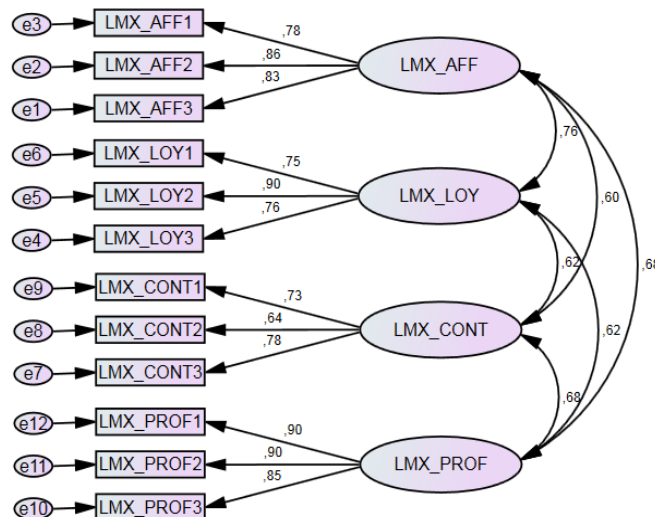 e3 LMX_AFF1 ,78
e2 LMX_AFF2 ,86 LMX_AFF
e1 LMX_AFF3 ,83
e6 LMX_LOY1 ,75 ,76
e5 LMX_LOY2 ,90 LMX_LOY ,60
e4 LMX_LOY3 ,76
e9 LMX_CONT1 ,73 ,62 ,68
e8 LMX_CONT2 ,64 LMX_CONT ,62
e7 LMX_CONT3 ,78
e12 LMX_PROF1 ,90 ,68
e11 LMX_PROF2 ,90 LMX_PROF
e10 LMX_PROF3 ,85